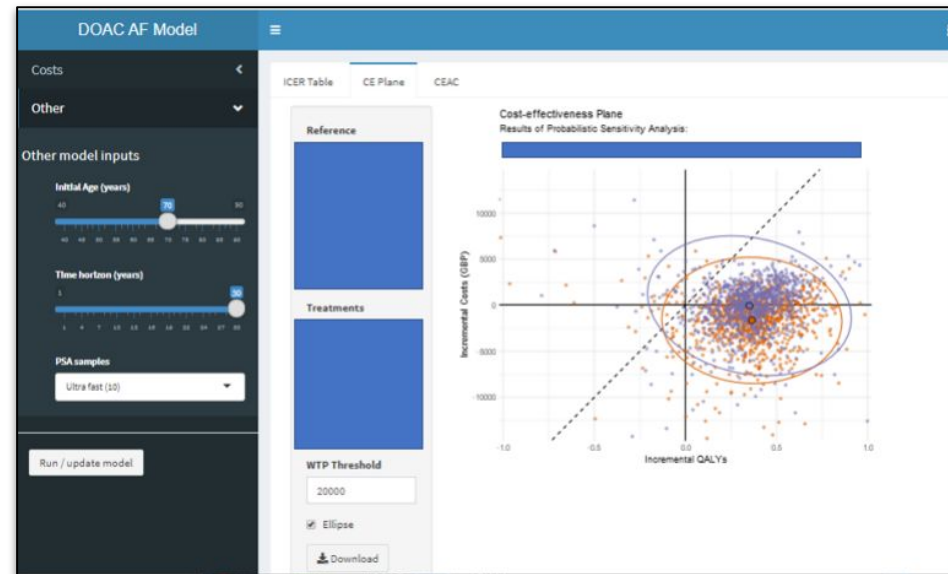 DOAC AF Model
Costs
Other
Other model inputs
Initial Age (years)
40 70 90
Time horizon (years)
1 30
PSA samples
Ultra fast (10)
Run / update model
ICER Table CE Plane CEAC
Reference
Treatments
WTP Threshold
20000
Ellipse
Download
Cost-effectiveness Plane
Results of Probabilistic Sensitivity Analysis:
Incremental Costs (GBP)
10000
5000
0
-5000
-10000
-1.0 -0.5 0.0 0.5 1.0
Incremental QALYs